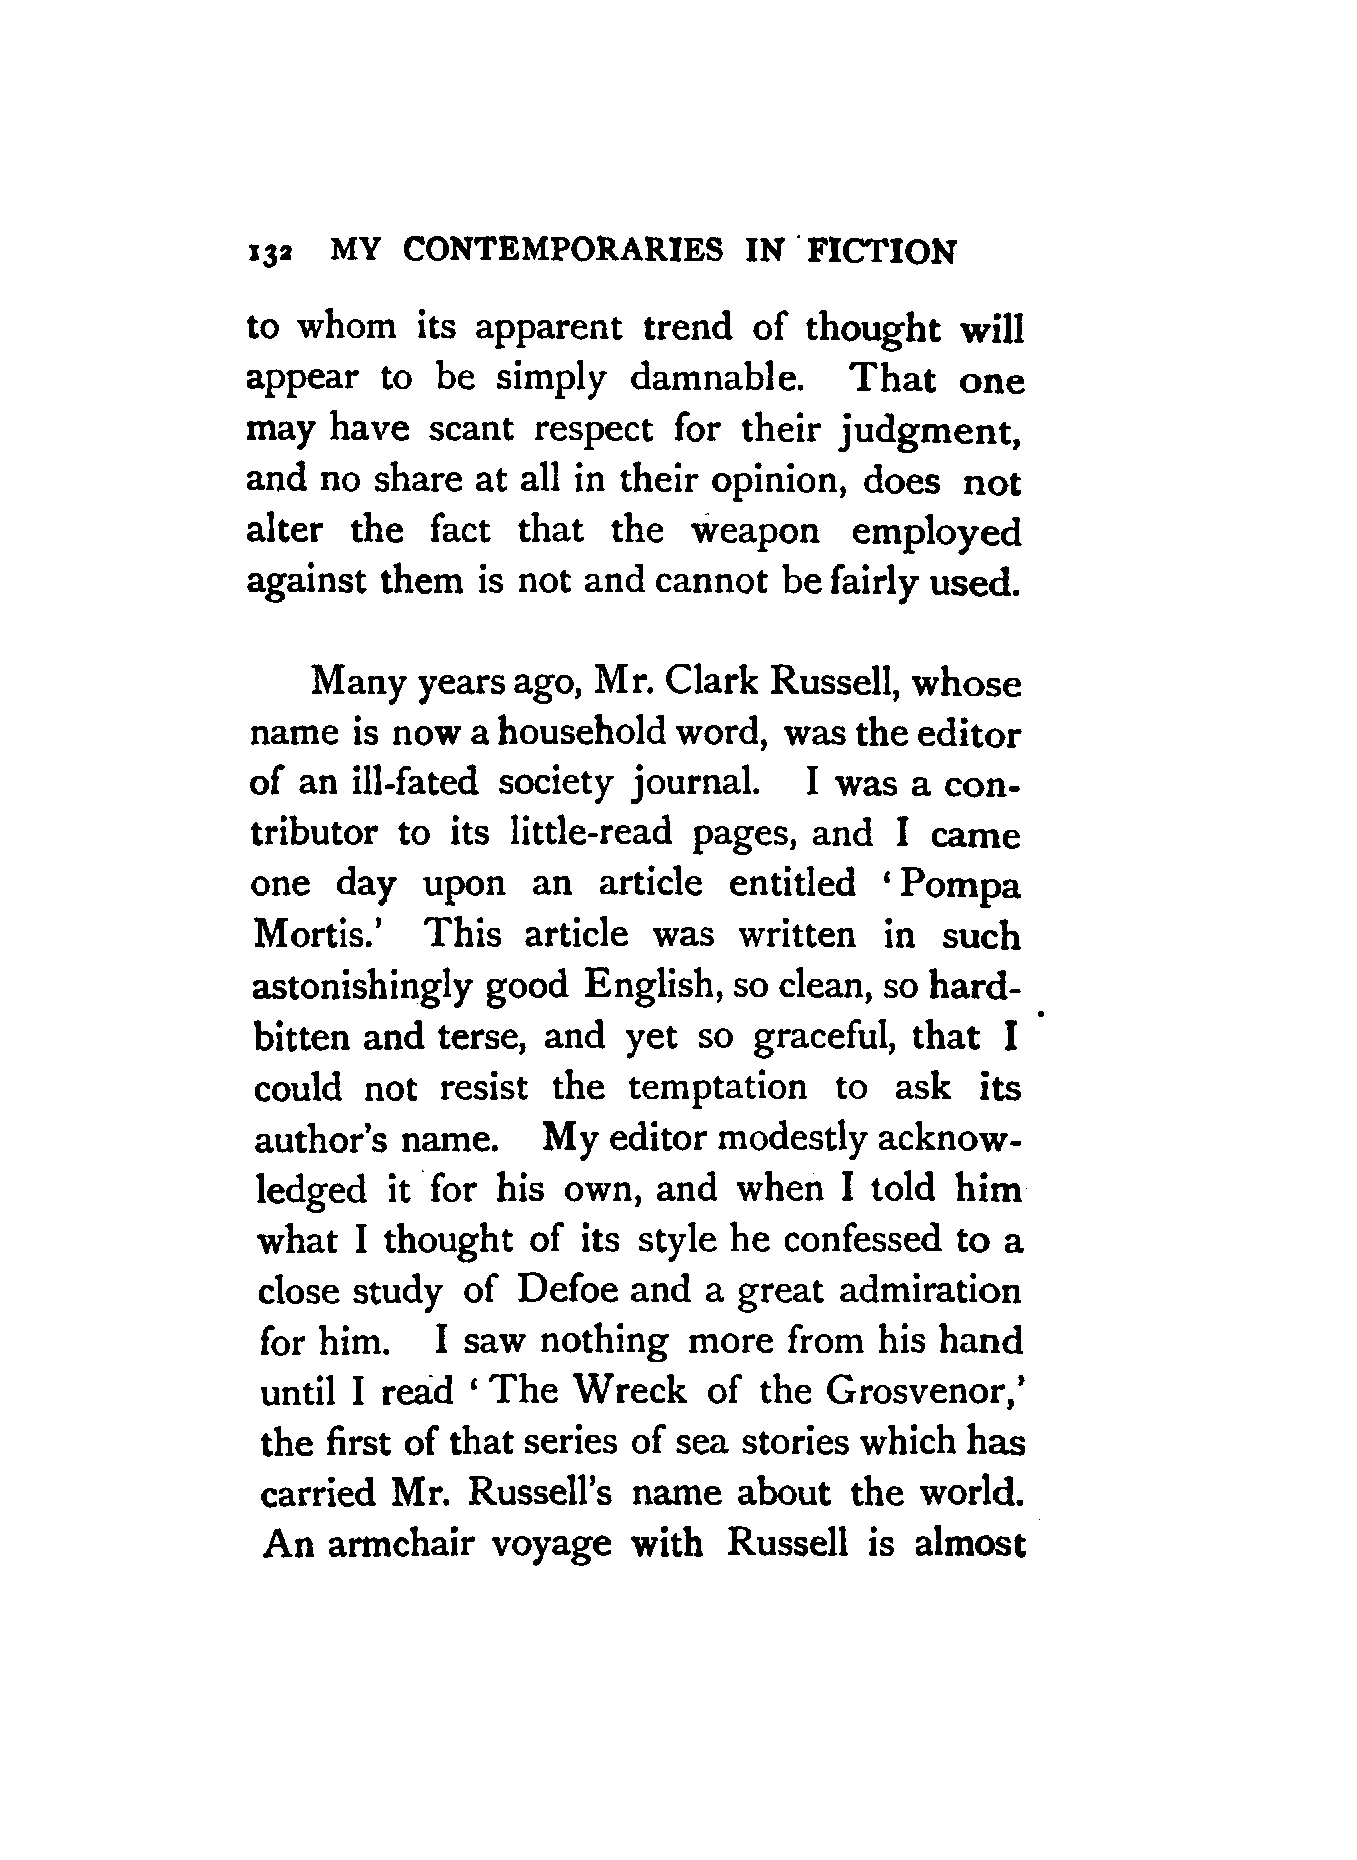 132 MY CONTEMPORARIES IN FICTION
to whom its apparent trend of thought will
appear to be simply damnable. That one
may have scant respect for their judgment,
and no share at all in their opinion, does not
alter the fact that the weapon employed
against them is not and cannot be fairly used.
Many years ago, Mr. Clark Russell, whose
name is now a household word, was the editor
of an ill-fated society journal. I was a con-
tributor to its little-read pages, and I came
one day upon an article entitled ‘Pompa
Mortis.’ This article was written in such
astonishingly good English, so clean, so hard-
bitten and terse, and yet so graceful, that I
could not resist the temptation to ask its
author’s name. My editor modestly acknow-
ledged it for his own, and when I told him
what I thought of its style he confessed to a
close study of Defoe and a great admiration
for him. I saw nothing more from his hand
until I read ‘The Wreck of the Grosvenor,’
the first of that series of sea stories which has
carried Mr. Russell’s name about the world.
An armchair voyage with Russell is almost